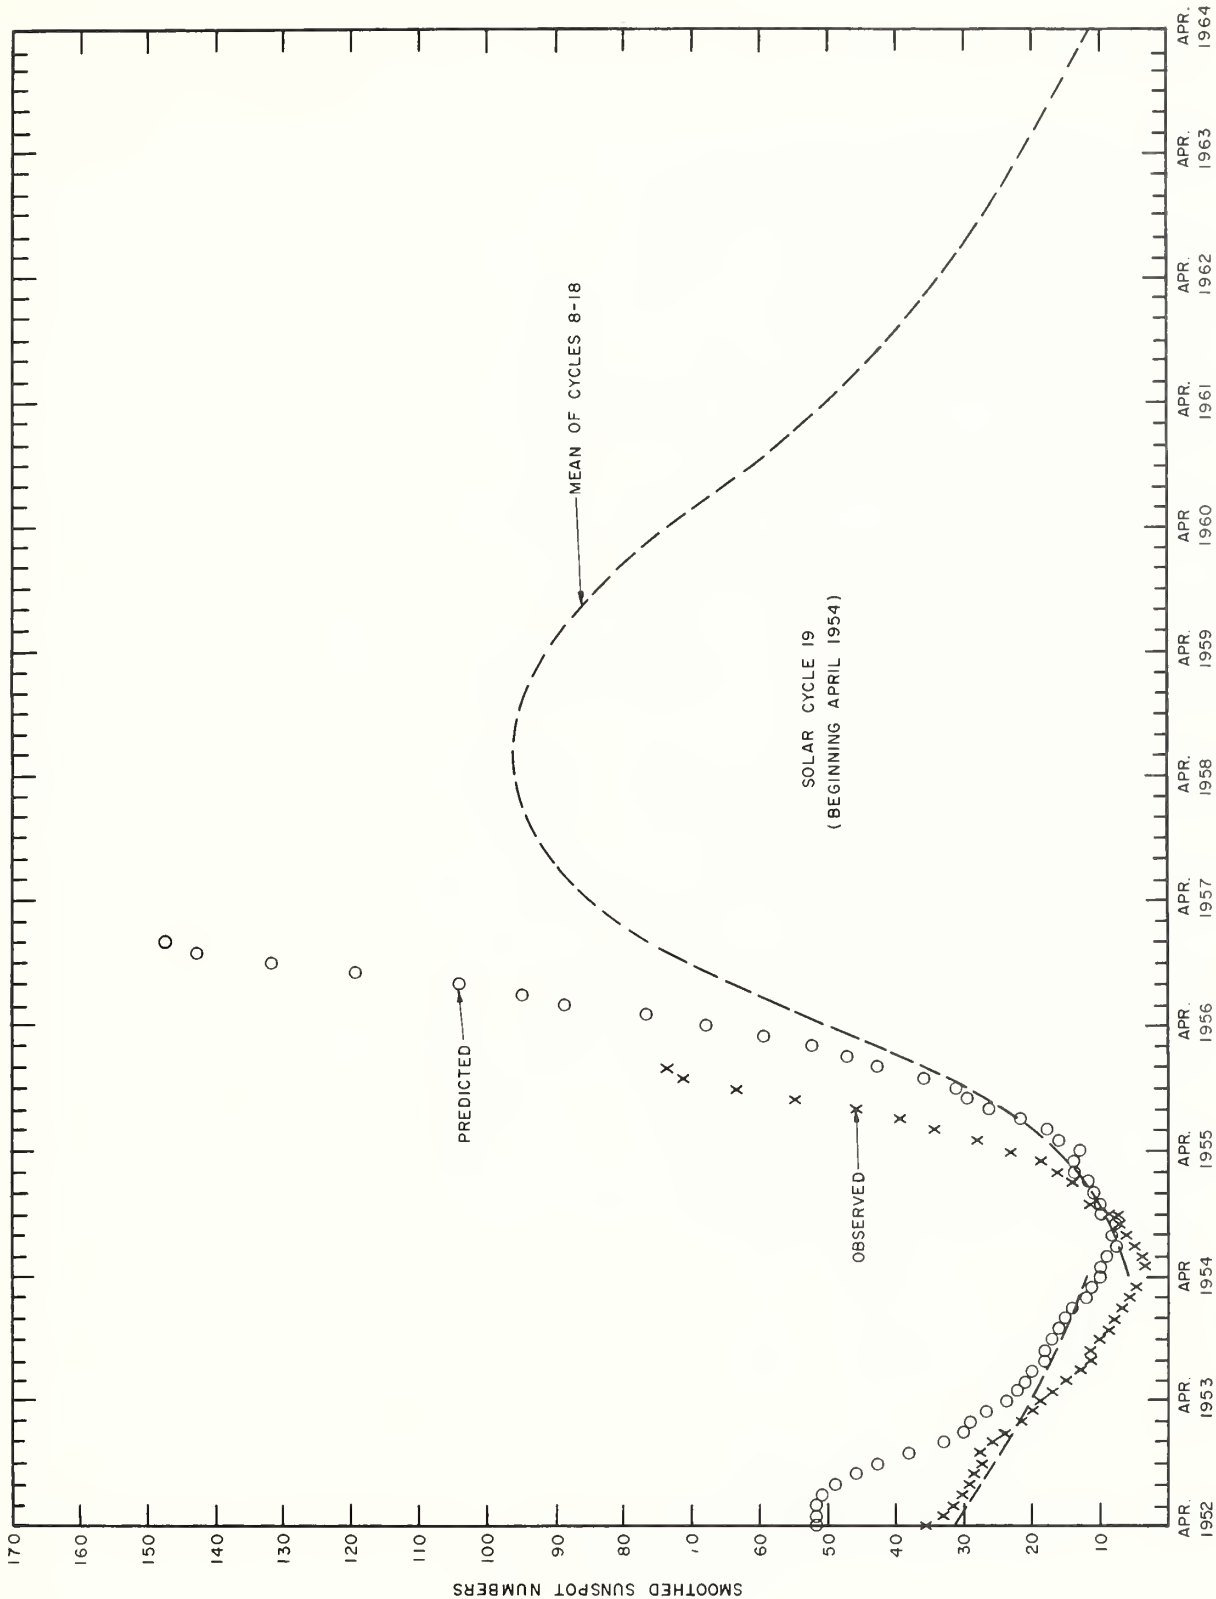 SMOOTHED SUNSPOT NUMBERS
170
160
150
140
130
120
110
100
90
80
70
60
50
40
30
20
10
PREDICTED
OBSERVED
MEAN OF CYCLES 8-18
SOLAR CYCLE 19
(BEGINNING APRIL 1954)
APR.
1952
APR.
1953
APR
1954
APR.
1955
APR.
1956
APR.
1957
APR.
1958
APR.
1959
APR
1960
APR.
1961
APR.
1962
APR.
1963
APR.
1964